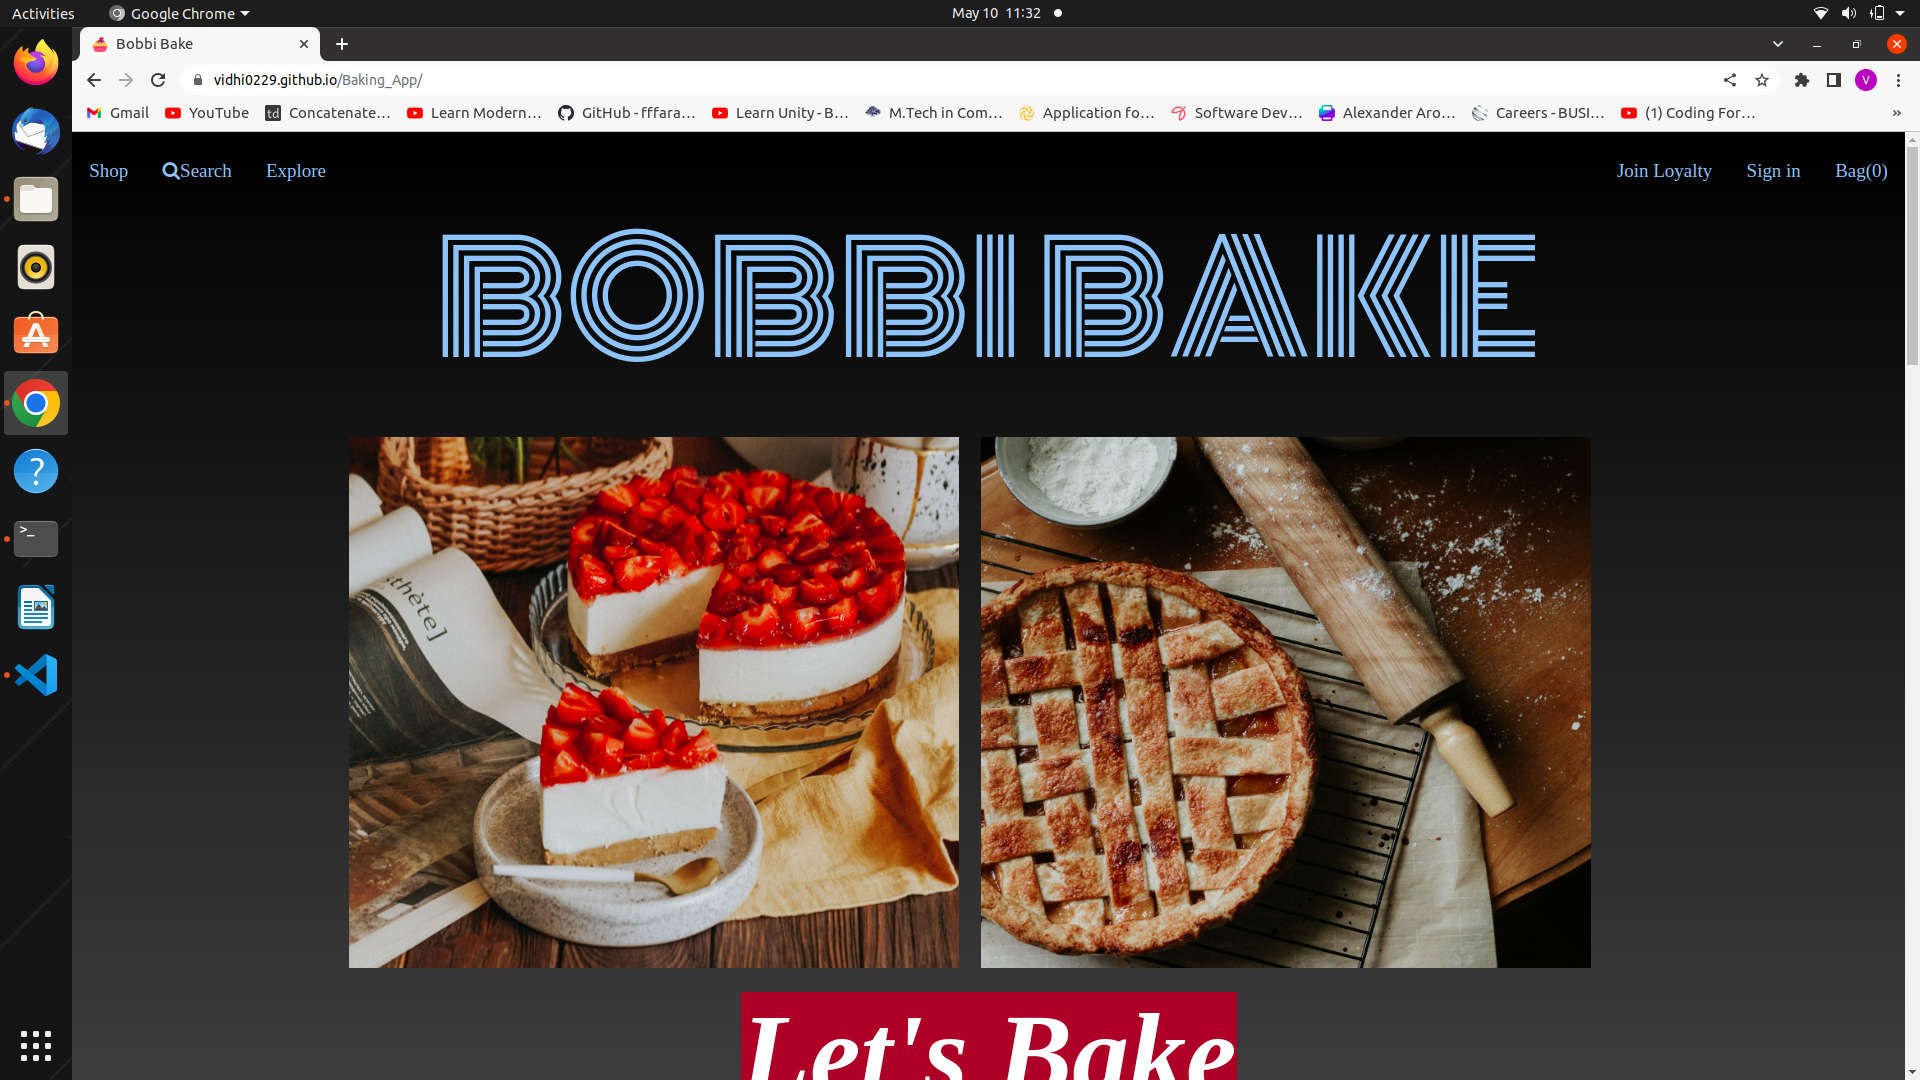 Activities
Google Chrome
May 10 11:32
Bobbi Bake
vidhi0229.github.io/Baking_App/
V
Gmail
YouTube
td
Concatenate...
Learn Modern...
GitHub - fffara...
Learn Unity - B...
M.Tech in Com...
Application fo...
Software Dev...
Alexander Aro...
Careers - BUSI...
(1) Coding For...
»
Shop
Search
Explore
Join Loyalty
Sign in
Bag(0)
BOBBI BAKE
sthète]
Let's Bake